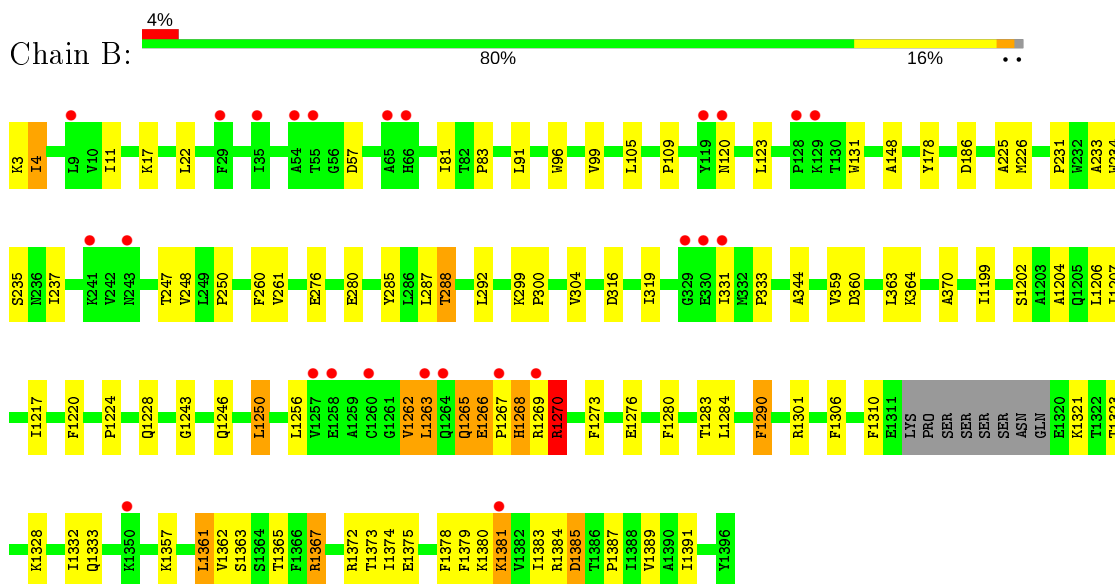 4%
Chain B:
80% 16% • •
K3 I4 L9 V10 I11 K17 L22 F29 I35 A54 T55 G56 D57 A65 H66 I81 T82 P83 L91 W96 V99 L105 P109 Y119 N120 L123 P128 K129 T130 W131 A148 Y178 D186 A225 M226 P231 W232 A233 W234
S235 N236 I237 K241 V242 N243 T247 V248 L249 P250 F260 V261 E276 E280 Y285 L286 L287 T288 L292 K299 P300 V304 D316 I319 G329 E330 I331 M332 P333 A344 V359 D360 L363 K364 A370 I1199 S1202 A1203 A1204 Q1205 L1206
I1217 F1220 P1224 Q1228 G1243 Q1246 L1250 L1256 V1257 E1258 A1259 C1260 G1261 V1262 L1263 Q1264 Q1265 E1266 P1267 H1268 R1269 R1270 F1273 E1276 F1280 T1283 L1284 F1290 R1301 F1306 F1310 E1311 LYS PRO SER SER SER SER ASN GLN E1320 K1321 T1322
K1328 I1332 Q1333 K1350 K1357 L1361 V1362 S1363 S1364 T1365 F1366 R1367 R1372 T1373 I1374 E1375 F1378 F1379 K1380 K1381 V1382 I1383 R1384 D1385 T1386 P1387 I1388 V1389 A1390 I1391 Y1396